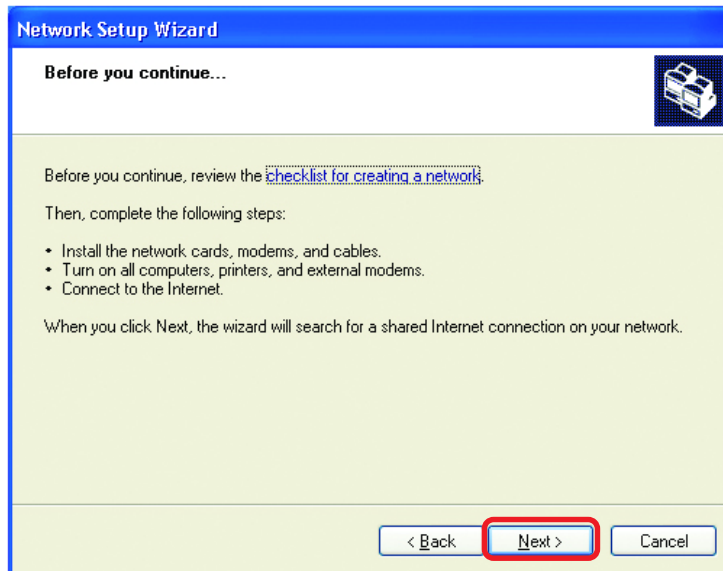 Network Setup Wizard
Before you continue...
Before you continue, review the checklist for creating a network.
Then, complete the following steps:
• Install the network cards, modems, and cables.
• Turn on all computers, printers, and external modems.
• Connect to the Internet.
When you click Next, the wizard will search for a shared Internet connection on your network.
< Back Next > Cancel